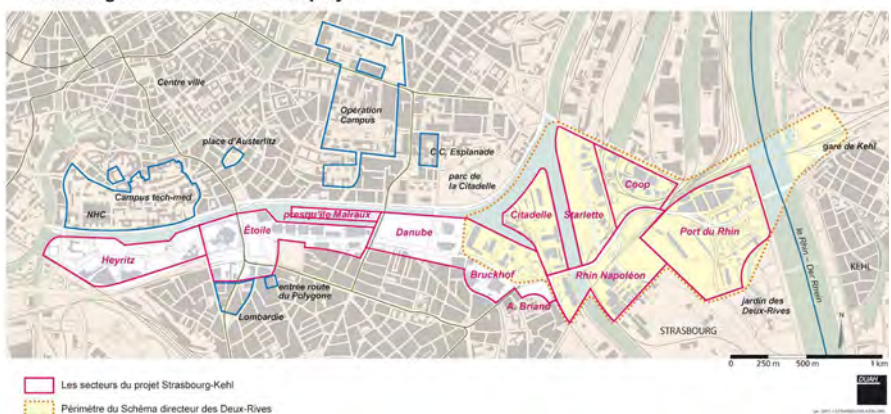 Centre ville
Opération
Campus
place d'Austerlitz
C.C. Esplanade
gare de Kehl
parc de
la Citadelle
Campus tech-med
NHC
Coop
presqu'île Malraux
Citadelle
Starlette
Étoile
Danube
Port du Rhin
Heyritz
Bruckhof
Rhin Napoléon
le Rhin - Der Rhein
KEHL
entrée route
du Polygone
A. Briand
jardin des
Deux-Rives
Lombardie
STRASBOURG
N
0 250 m 500 m 1 km
Les secteurs du projet Strasbourg-Kehl
Périmètre du Schéma directeur des Deux-Rives
DUAH